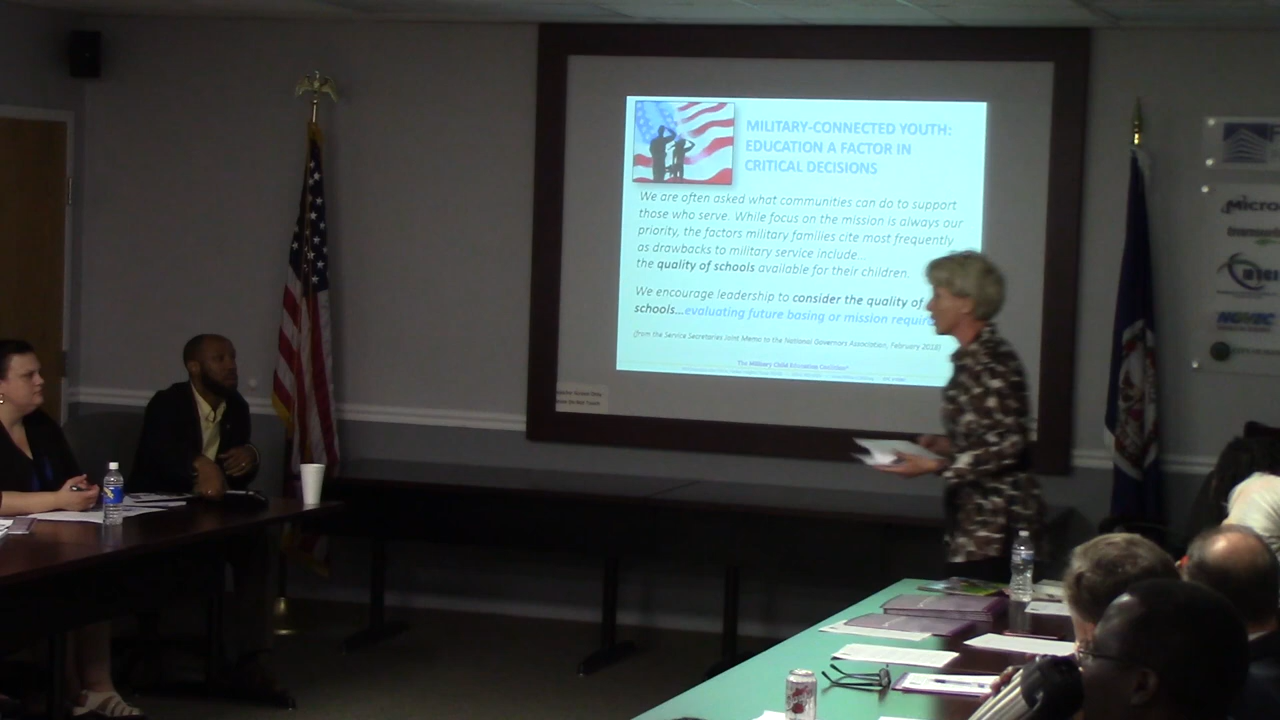 MILITARY-CONNECTED YOUTH:
EDUCATION A FACTOR IN
CRITICAL DECISIONS
We are often asked what communities can do to support
those who serve. While focus on the mission is always our
priority, the factors military families cite most frequently
as drawbacks to military service include...
the quality of schools available for their children.
We encourage leadership to consider the quality of
schools...evaluating future basing or mission requir
(from the Service Secretaries Joint Memo to the National Governors Association, February 2018)
The Military Child Education Coalition®
Micro